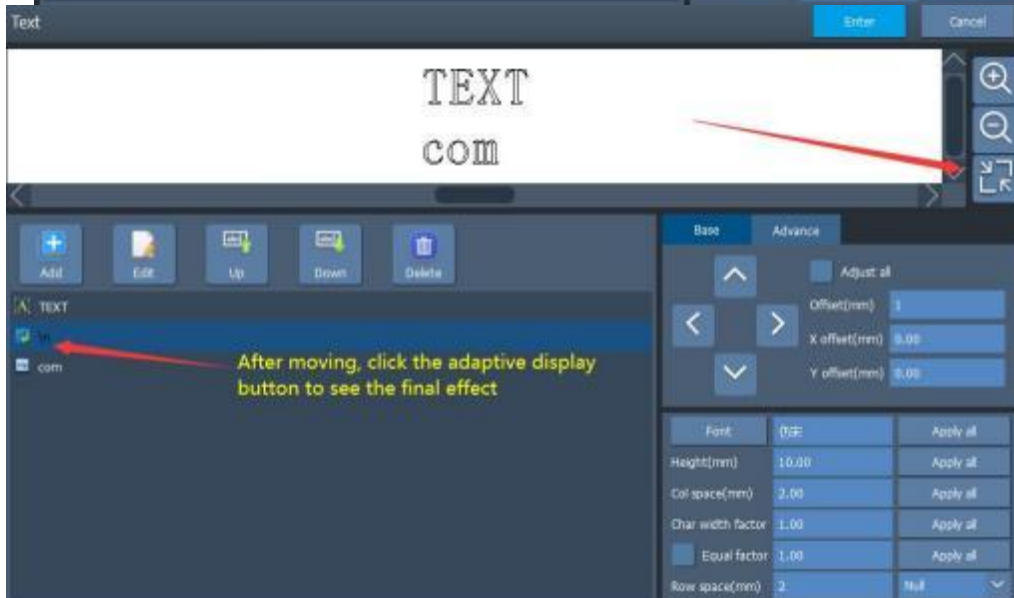 Text Enter Cancel
TEXT
com
Base Advance
Add Edit Up Down Delete
Adjust all
TEXT
Offset(mm) 1
\n
X offset(mm) 0.00
com
Y offset(mm) 0.00
After moving, click the adaptive display
button to see the final effect
Font 仿宋 Apply all
Height(mm) 10.00 Apply all
Col space(mm) 2.00 Apply all
Char width factor 1.00 Apply all
Equal factor 1.00 Apply all
Row space(mm) 2 Null